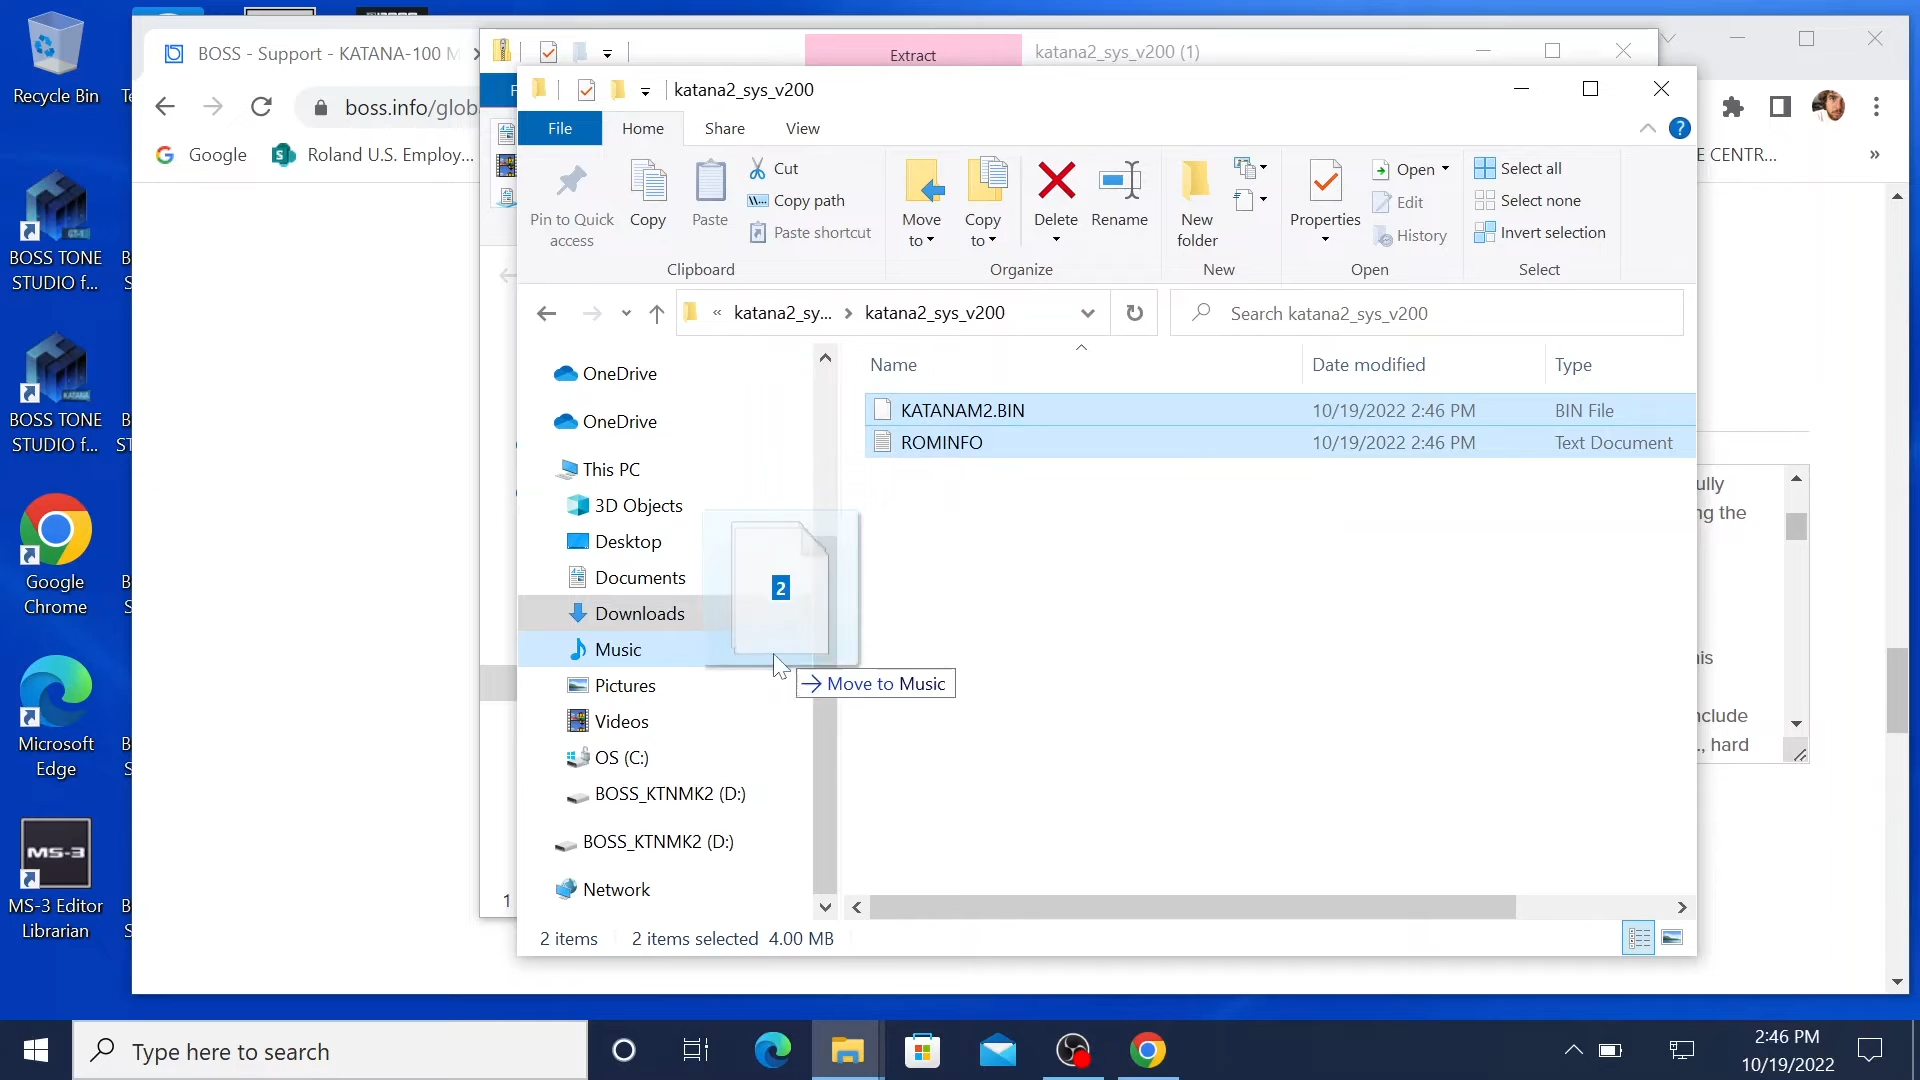 Recycle Bin
Te
BOSS TONE
STUDIO f...
B
S
BOSS TONE
STUDIO f...
B
ST
Google
Chrome
B
S
Microsoft
Edge
B
S
MS-3
MS-3 Editor
Librarian
B
S
BOSS - Support - KATANA-100 M
boss.info/glob
Google
Roland U.S. Employ...
E CENTR...
»
Extract
katana2_sys_v200 (1)
F
katana2_sys_v200
File
Home
Share
View
?
Pin to Quick
access
Copy
Paste
Cut
Copy path
Paste shortcut
Clipboard
Move
to
Copy
to
Delete
Rename
Organize
New
folder
New
Properties
Open
Edit
History
Open
Select all
Select none
Invert selection
Select
« katana2_sy... > katana2_sys_v200
Search katana2_sys_v200
Name
Date modified
Type
KATANAM2.BIN
10/19/2022 2:46 PM
BIN File
ROMINFO
10/19/2022 2:46 PM
Text Document
OneDrive
OneDrive
This PC
3D Objects
Desktop
Documents
Downloads
Music
Pictures
Videos
OS (C:)
BOSS_KTNMK2 (D:)
BOSS_KTNMK2 (D:)
Network
2
Move to Music
2 items
2 items selected 4.00 MB
1
ully
ng the
nis
nclude
., hard
Type here to search
2:46 PM
10/19/2022